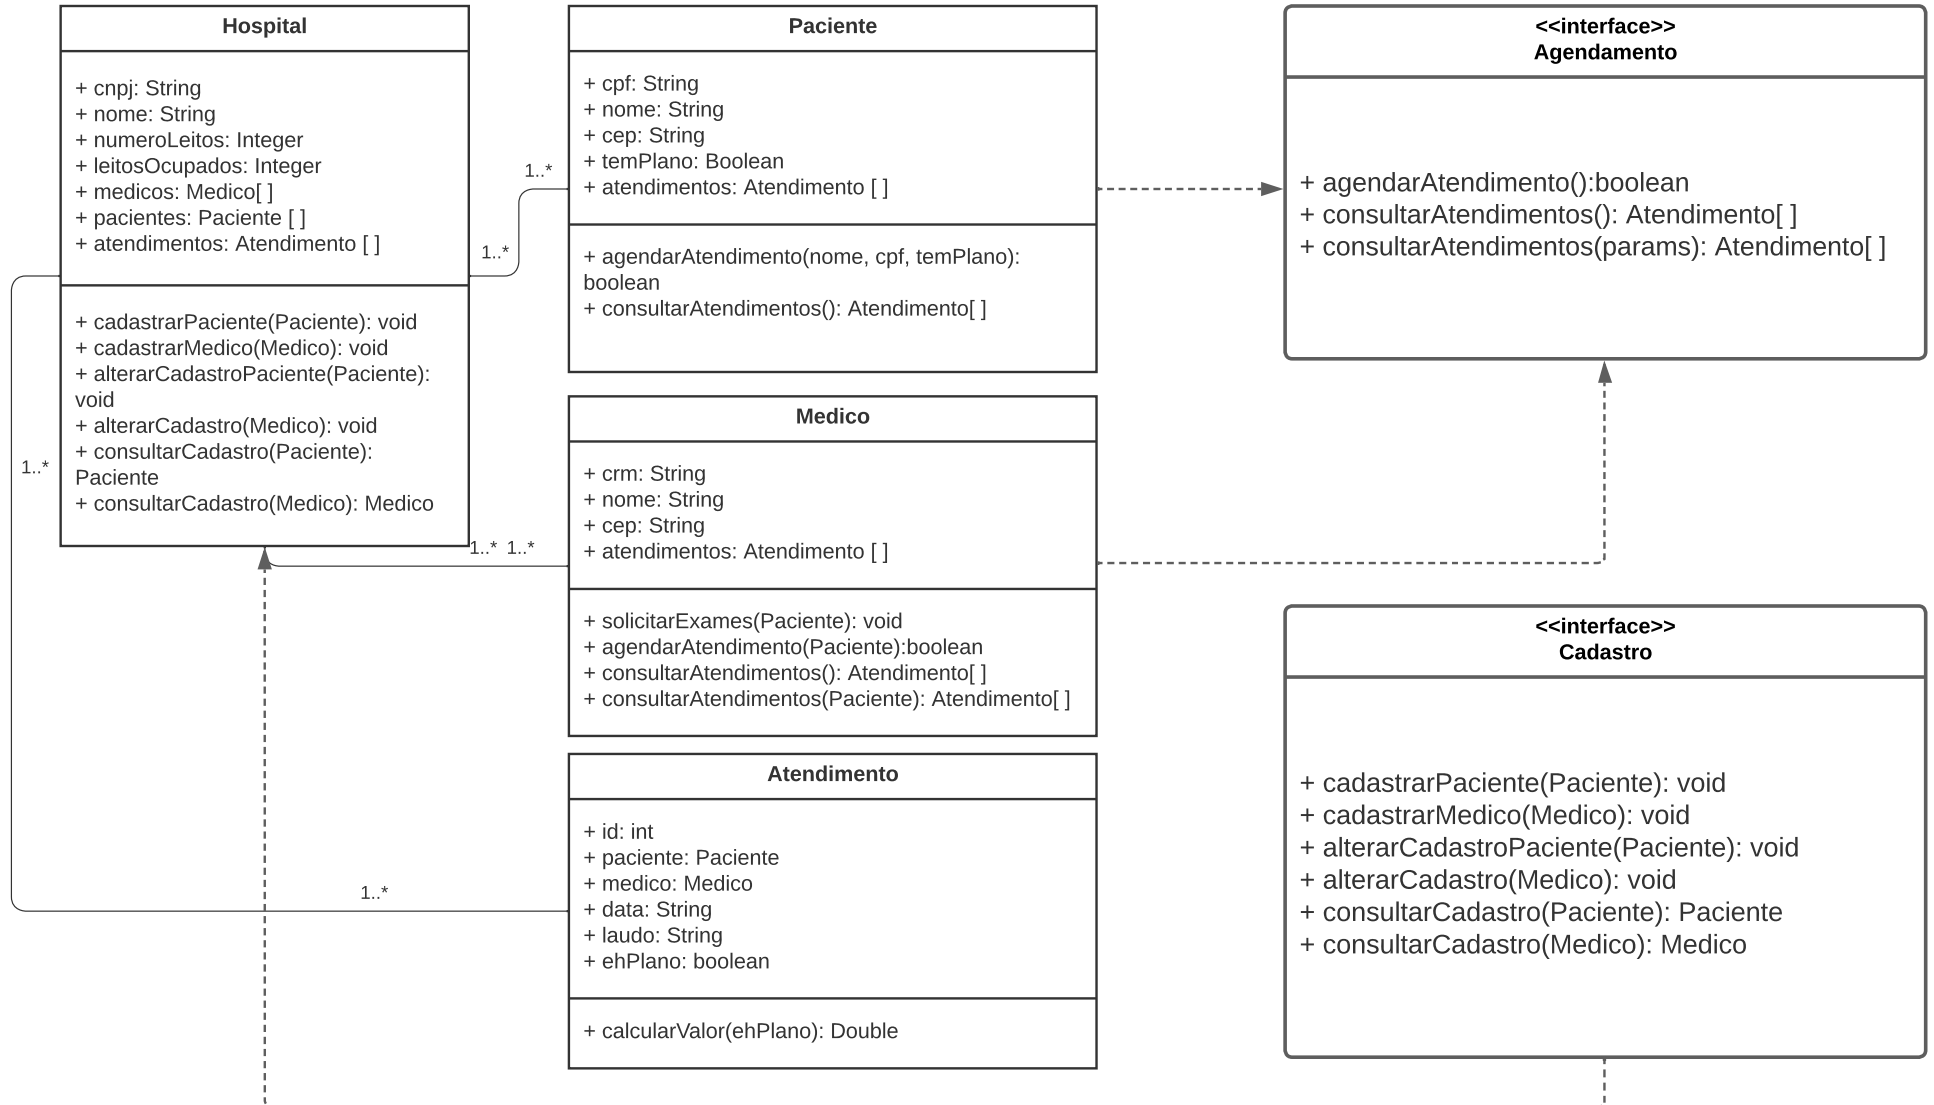 Hospital
+ cnpj: String
+ nome: String
+ numeroLeitos: Integer
+ leitosOcupados: Integer
+ medicos: Medico[ ]
+ pacientes: Paciente [ ]
+ atendimentos: Atendimento [ ]
+ cadastrarPaciente(Paciente): void
+ cadastrarMedico(Medico): void
+ alterarCadastroPaciente(Paciente):
void
+ alterarCadastro(Medico): void
+ consultarCadastro(Paciente):
Paciente
+ consultarCadastro(Medico): Medico
1..*
1..*
1..*
1..* 1..*
1..*
Paciente
+ cpf: String
+ nome: String
+ cep: String
+ temPlano: Boolean
+ atendimentos: Atendimento [ ]
+ agendarAtendimento(nome, cpf, temPlano):
boolean
+ consultarAtendimentos(): Atendimento[ ]
Medico
+ crm: String
+ nome: String
+ cep: String
+ atendimentos: Atendimento [ ]
+ solicitarExames(Paciente): void
+ agendarAtendimento(Paciente):boolean
+ consultarAtendimentos(): Atendimento[ ]
+ consultarAtendimentos(Paciente): Atendimento[ ]
Atendimento
+ id: int
+ paciente: Paciente
+ medico: Medico
+ data: String
+ laudo: String
+ ehPlano: boolean
+ calcularValor(ehPlano): Double
<<interface>>
Agendamento
+ agendarAtendimento():boolean
+ consultarAtendimentos(): Atendimento[ ]
+ consultarAtendimentos(params): Atendimento[ ]
<<interface>>
Cadastro
+ cadastrarPaciente(Paciente): void
+ cadastrarMedico(Medico): void
+ alterarCadastroPaciente(Paciente): void
+ alterarCadastro(Medico): void
+ consultarCadastro(Paciente): Paciente
+ consultarCadastro(Medico): Medico